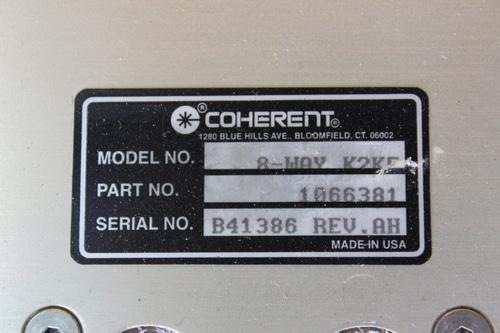 ® COHERENT®
1280 BLUE HILLS AVE., BLOOMFIELD, CT. 06002
MODEL NO. 8-WAY
PART NO. 1066381
SERIAL NO. B41386 REV.AH
MADE IN USA